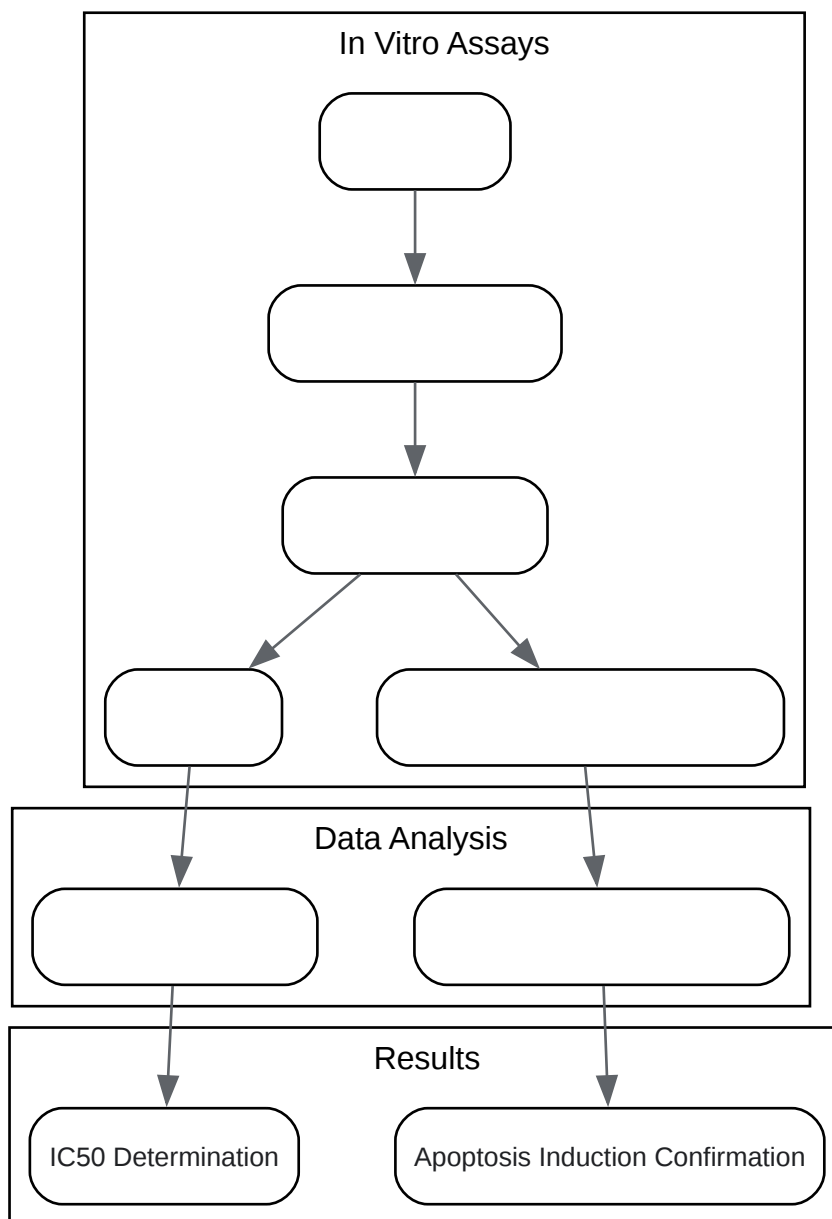 In Vitro Assays
Data Analysis
Results
IC50 Determination
Apoptosis Induction Confirmation